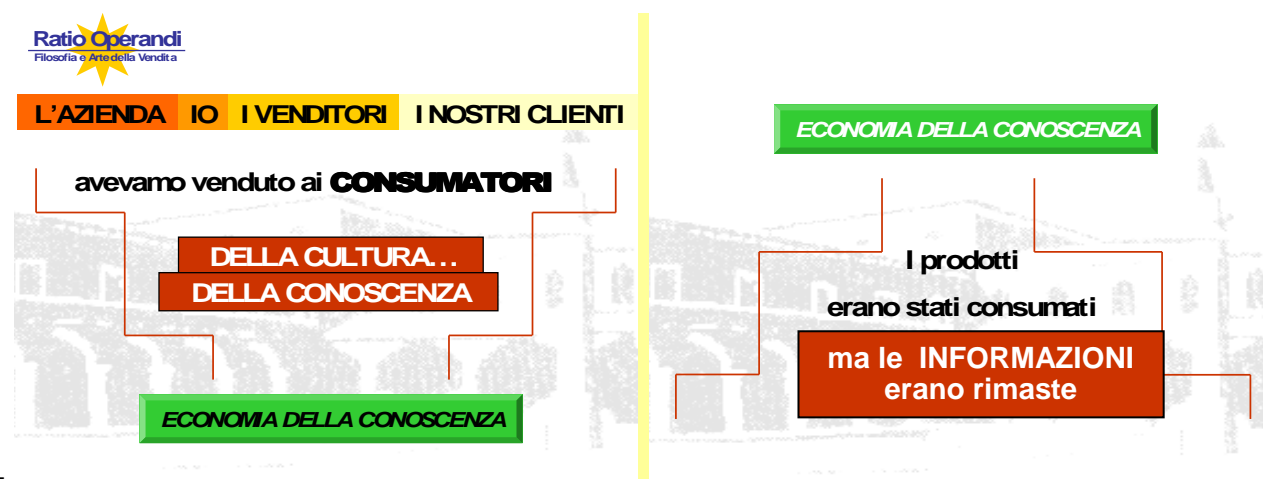 Ratio Operandi
Filosofia e Arte della Vendita
L'AZIENDA IO I VENDITORI I NOSTRI CLIENTI
avevamo venduto ai CONSUMATORI
DELLA CULTURA…
DELLA CONOSCENZA
ECONOMIA DELLA CONOSCENZA
ECONOMIA DELLA CONOSCENZA
I prodotti
erano stati consumati
ma le INFORMAZIONI
erano rimaste